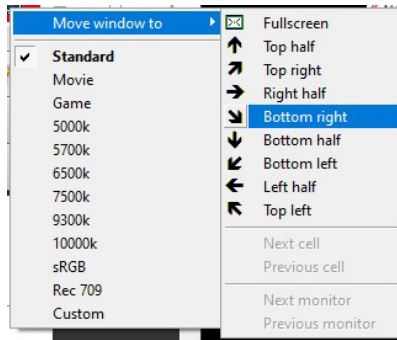 Move window to
Standard
Movie
Game
5000k
5700k
6500k
7500k
9300k
10000k
sRGB
Rec 709
Custom
Fullscreen
Top half
Top right
Right half
Bottom right
Bottom half
Bottom left
Left half
Top left
Next cell
Previous cell
Next monitor
Previous monitor